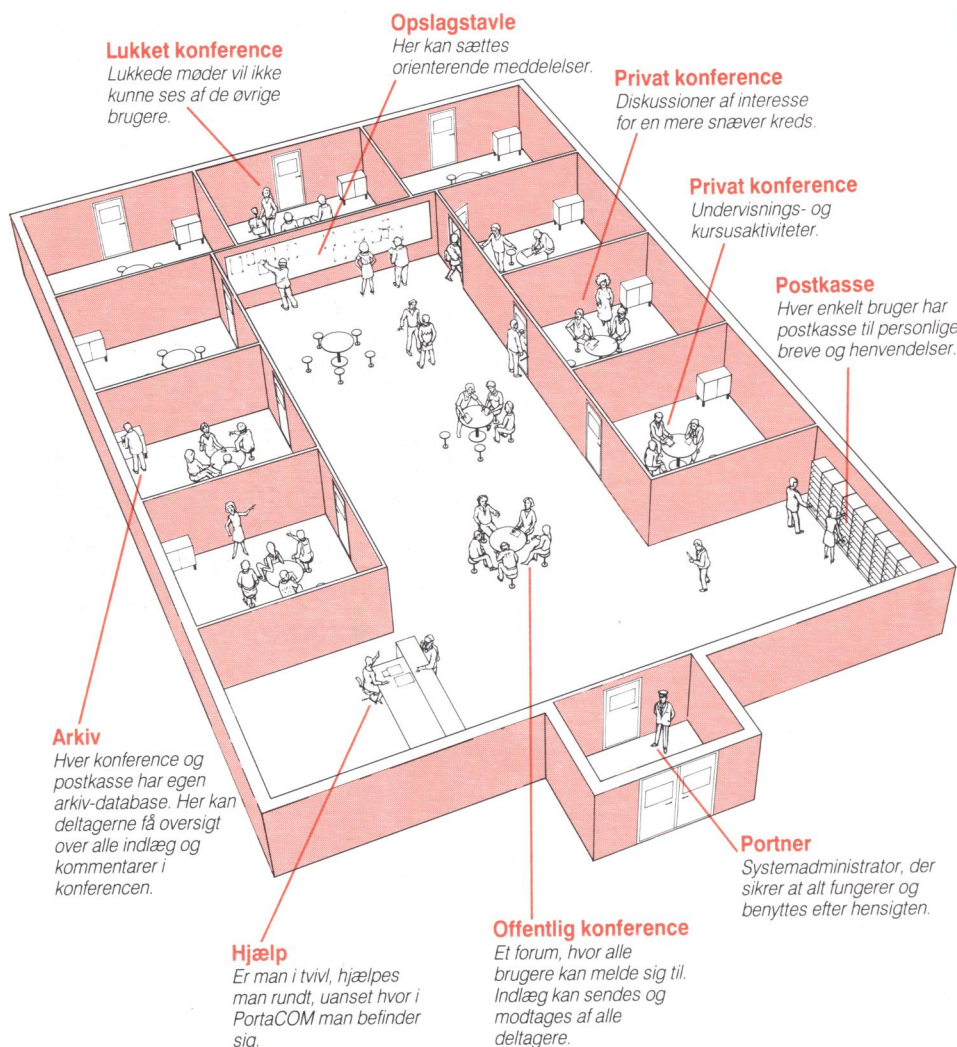 Opslagstavle
Her kan sættes
orienterende meddelelser.
Lukket konference
Lukkede møder vil ikke
kunne ses af de øvrige
brugere.
Privat konference
Diskussioner af interesse
for en mere snæver kreds.
Privat konference
Undervisnings- og
kursusaktiviteter.
Postkasse
Hver enkelt bruger har
postkasse til personlige
breve og henvendelser.
Arkiv
Hver konference og
postkasse har egen
arkiv-database. Her kan
deltagerne få oversigt
over alle indlæg og
kommentarer i
konferencen.
Portner
Systemadministrator, der
sikrer at alt fungerer og
benyttes efter hensigten.
Hjælp
Er man i tvivl, hjælpes
man rundt, uanset hvor i
PortaCOM man befinder
sig.
Offentlig konference
Et forum, hvor alle
brugere kan melde sig til.
Indlæg kan sendes og
modtages af alle
deltagere.